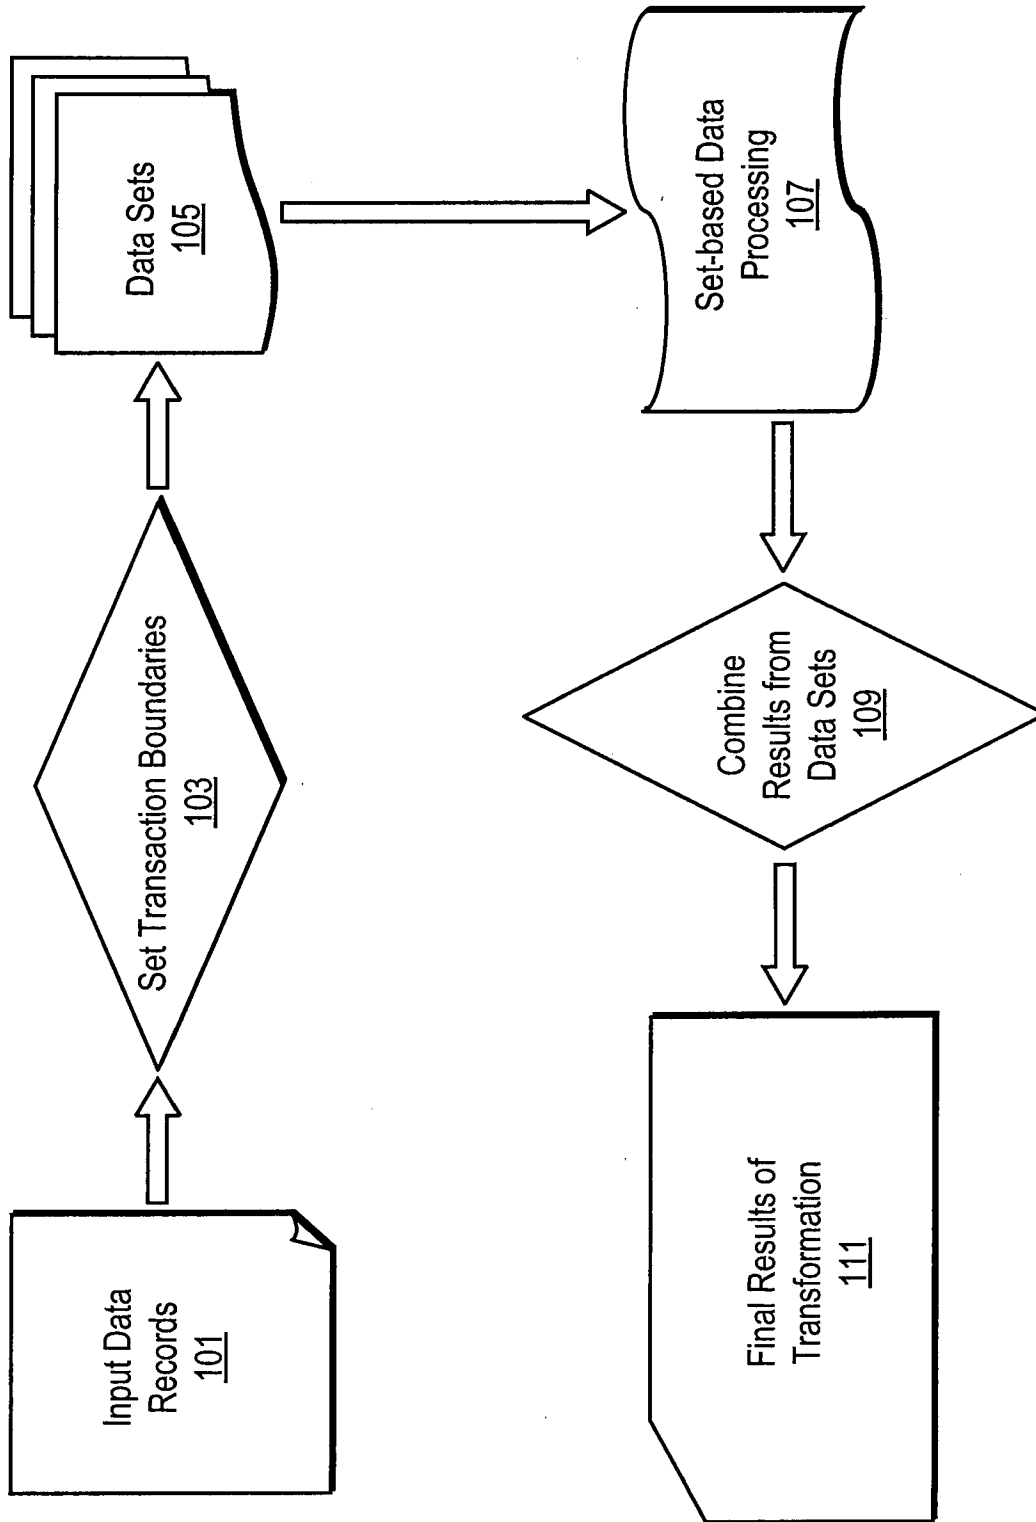 Input Data
Records
101
Set Transaction Boundaries
103
Data Sets
105
Set-based Data
Processing
107
Combine
Results from
Data Sets
109
Final Results of
Transformation
111